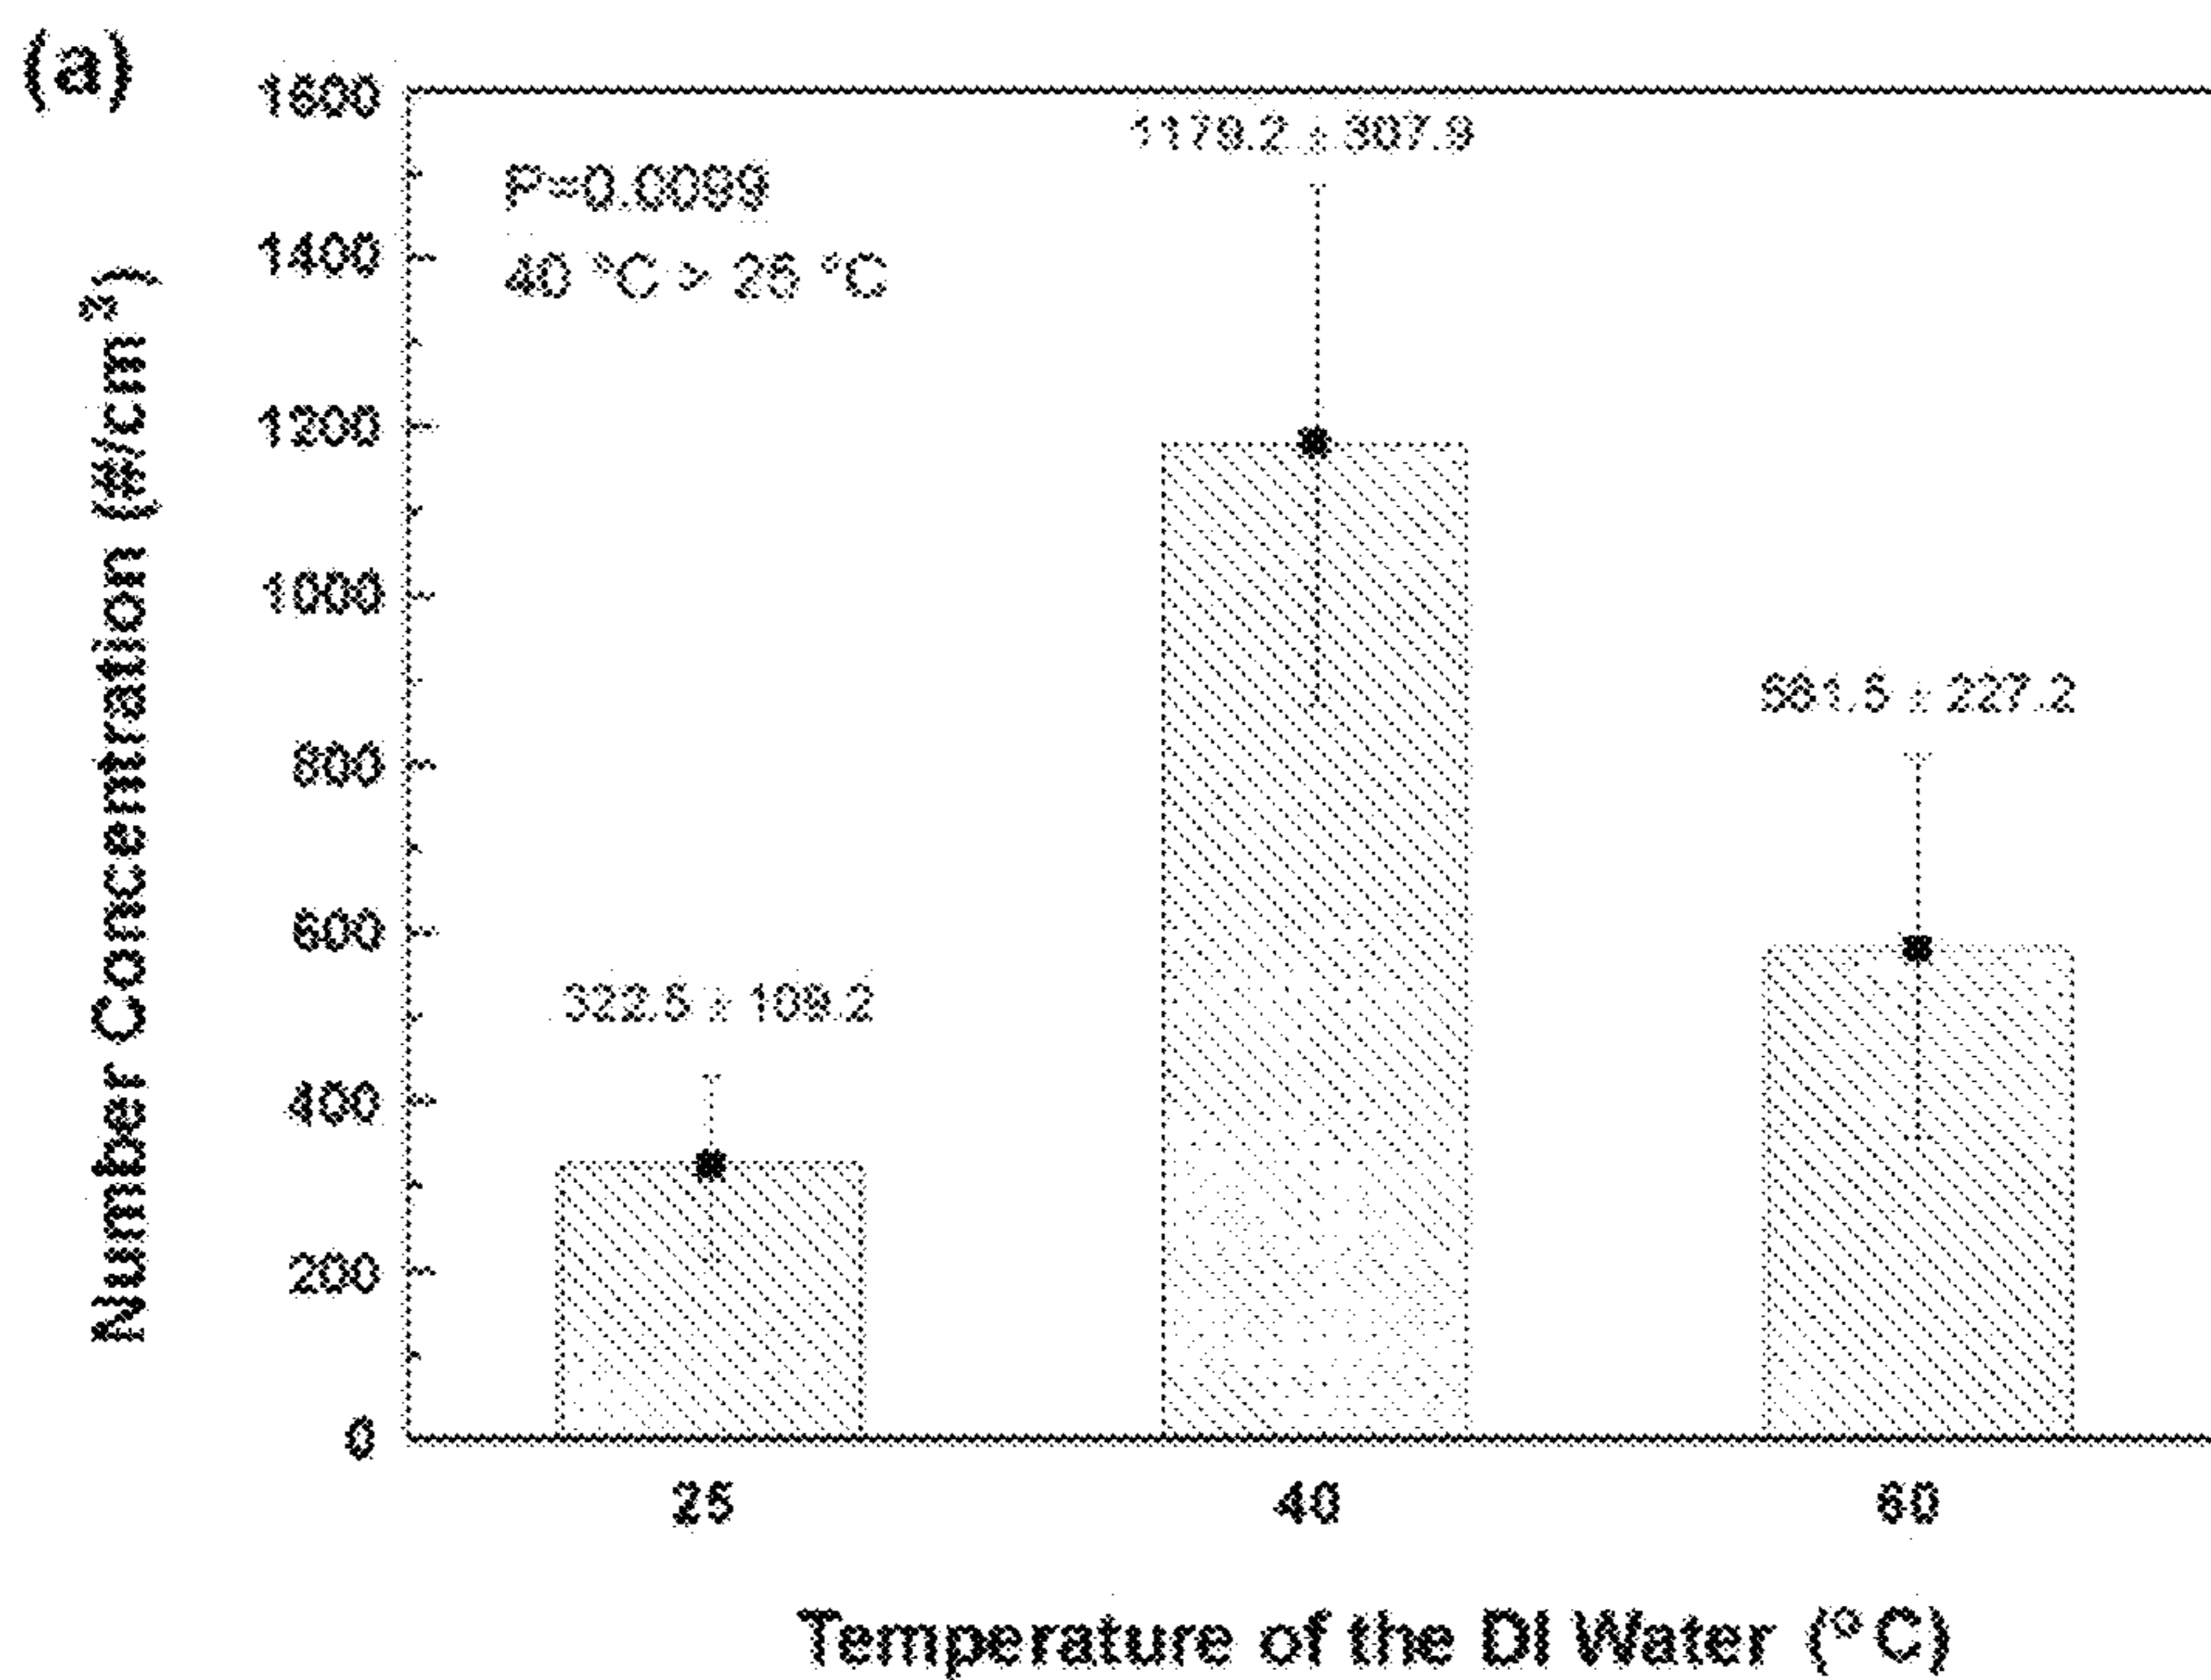 (a)
1600
1400
1200
1000
800
600
400
200
0
Number Concentration (#/cm³)
P=0.0099
40 °C > 25 °C
322.5 ± 109.2
1179.2 ± 307.9
581.5 ± 227.2
25
40
60
Temperature of the DI Water (°C)